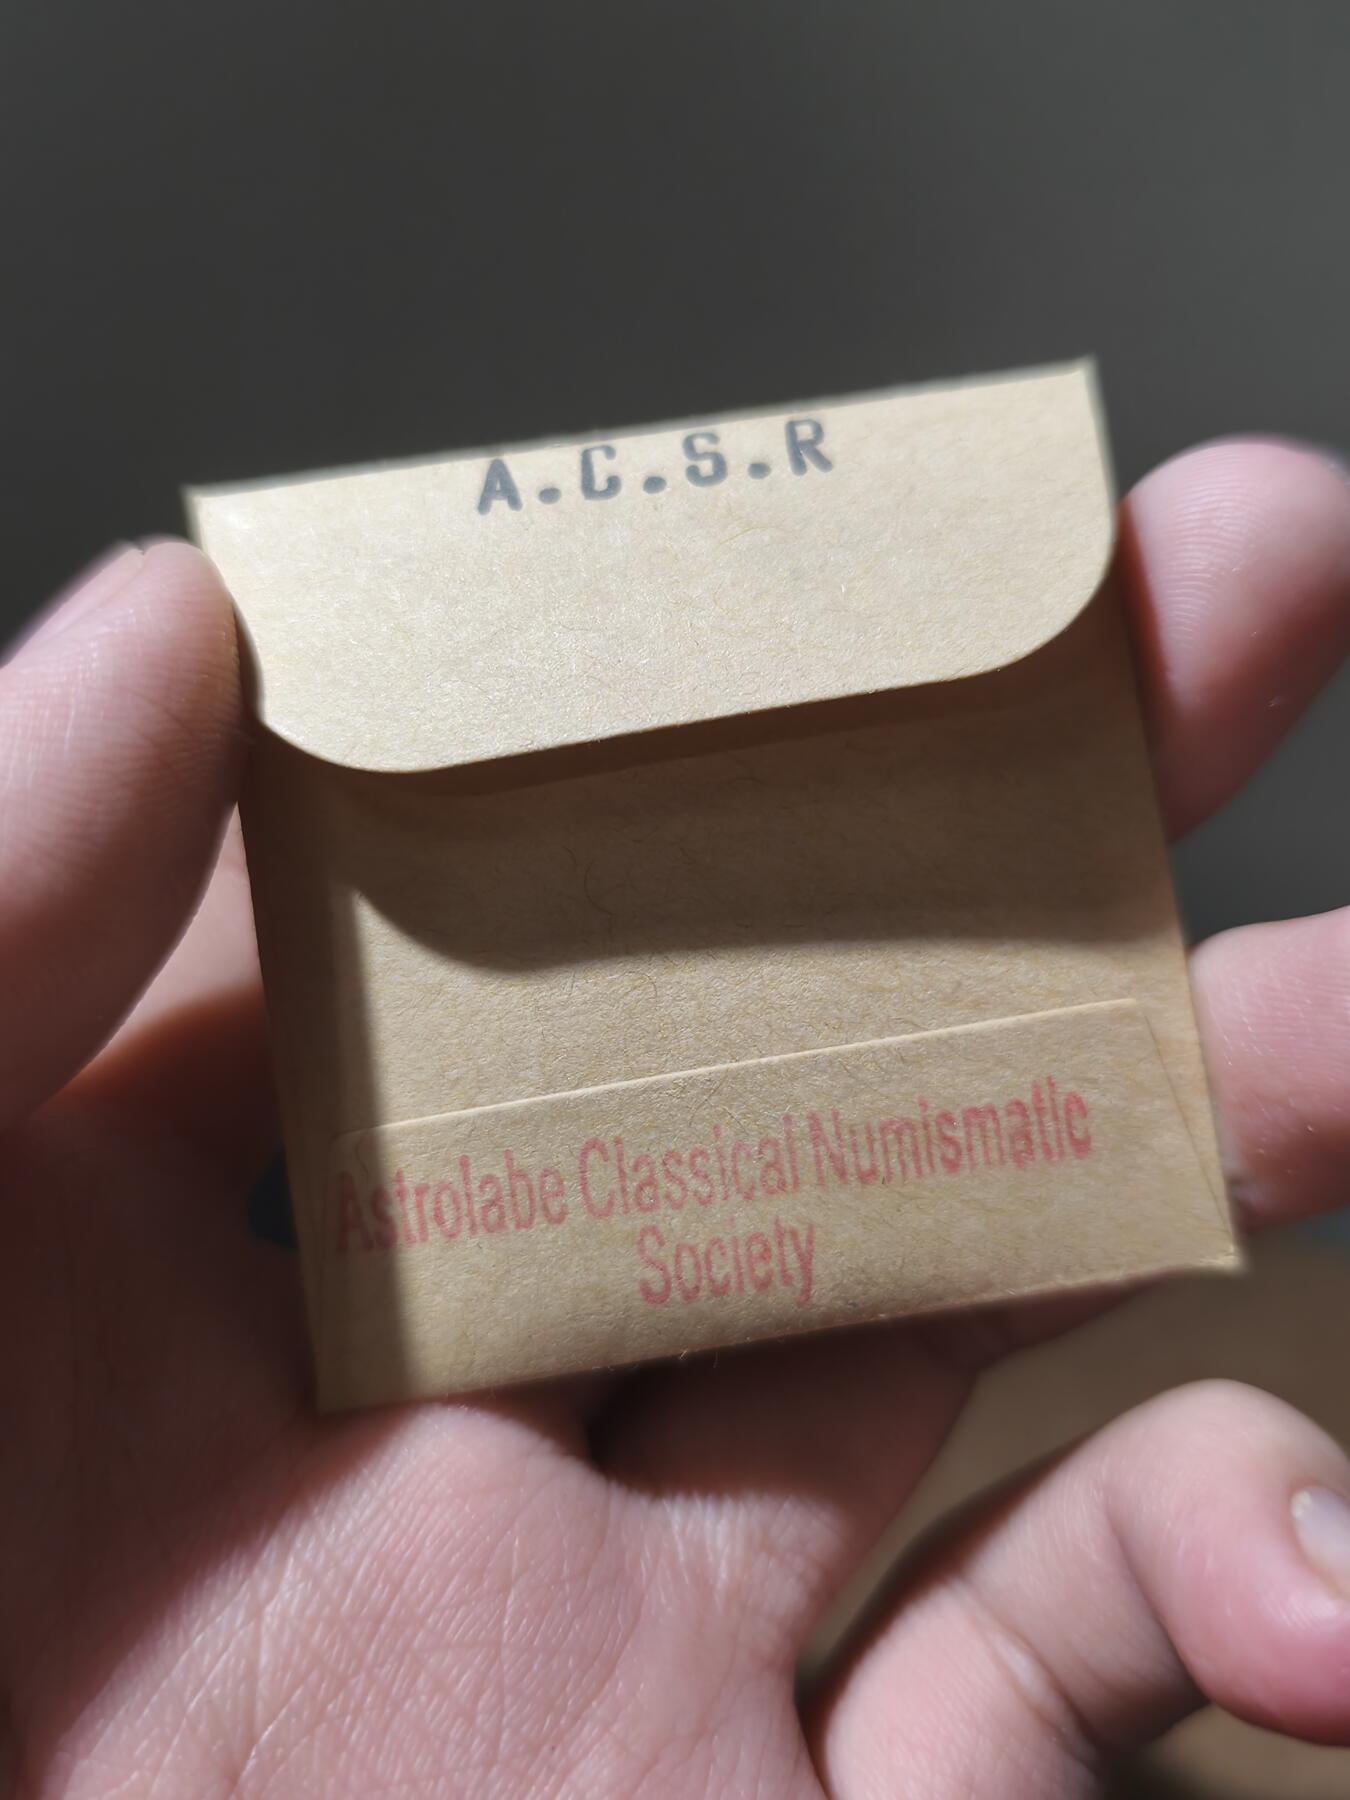 A.C.S.R
Astrolabe Classical Numismatic
Society